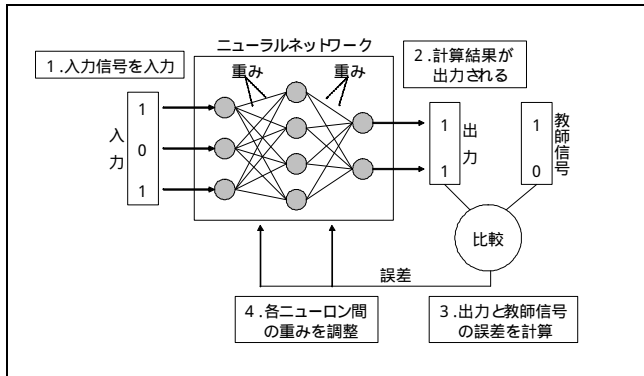 ニューラルネットワーク
1.入力信号を入力
重み
重み
2.計算結果が
出力される
入力
1
0
1
1
1
出力
1
0
教師信号
比較
誤差
4.各ニューロン間
の重みを調整
3.出力と教師信号
の誤差を計算